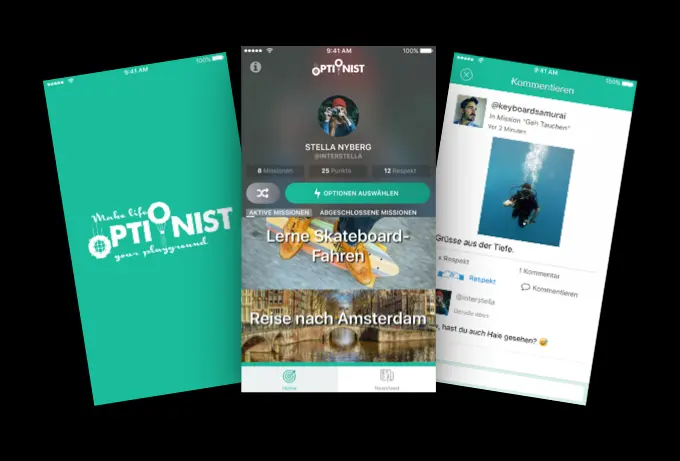 9:41 AM
100%
Make life
OPTIONIST
your playground
9:41 AM
100%
OPTIONIST
STELLA NYBERG
@INTERSTELLA
8 Missionen
25 Punkte
12 Respekt
OPTIONEN AUSWÄHLEN
AKTIVE MISSIONEN
ABGESCHLOSSENE MISSIONEN
Lerne Skateboard-
Fahren
Reise nach Amsterdam
Home
Newsfeed
9:41 AM
100%
Kommentieren
@keyboardsamurai
In Mission "Geh Tauchen"
Vor 2 Minuten
Grüsse aus der Tiefe.
x Respekt
1 Kommentar
Respekt
Kommentieren
@interstella
Gerade eben
, hast du auch Haie gesehen? 😅